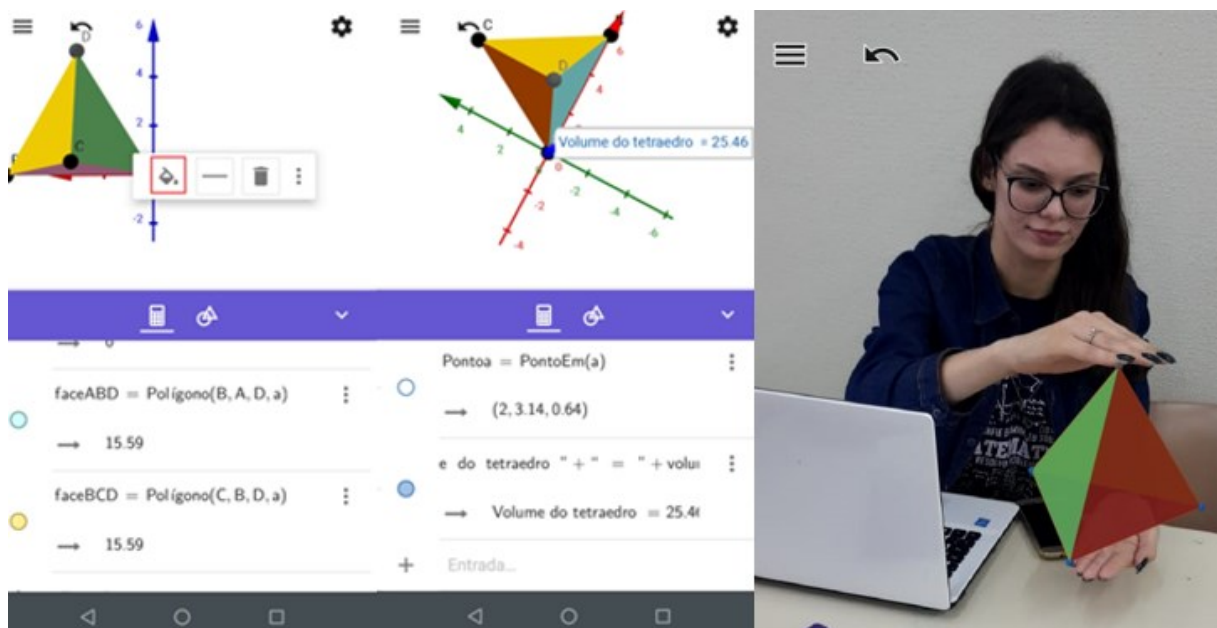 6
D
4
2
C
-2
0
faceABD = Polígono(B, A, D, a)
→ 15.59
faceBCD = Polígono(C, B, D, a)
→ 15.59
C
6
D
4
4
2
Volume do tetraedro = 25.46
0
-2
-2
-4
-4
-6
Pontoa = PontoEm(a)
→ (2, 3.14, 0.64)
e do tetraedro " + " = " + volu
→ Volume do tetraedro = 25.4
+ Entrada...